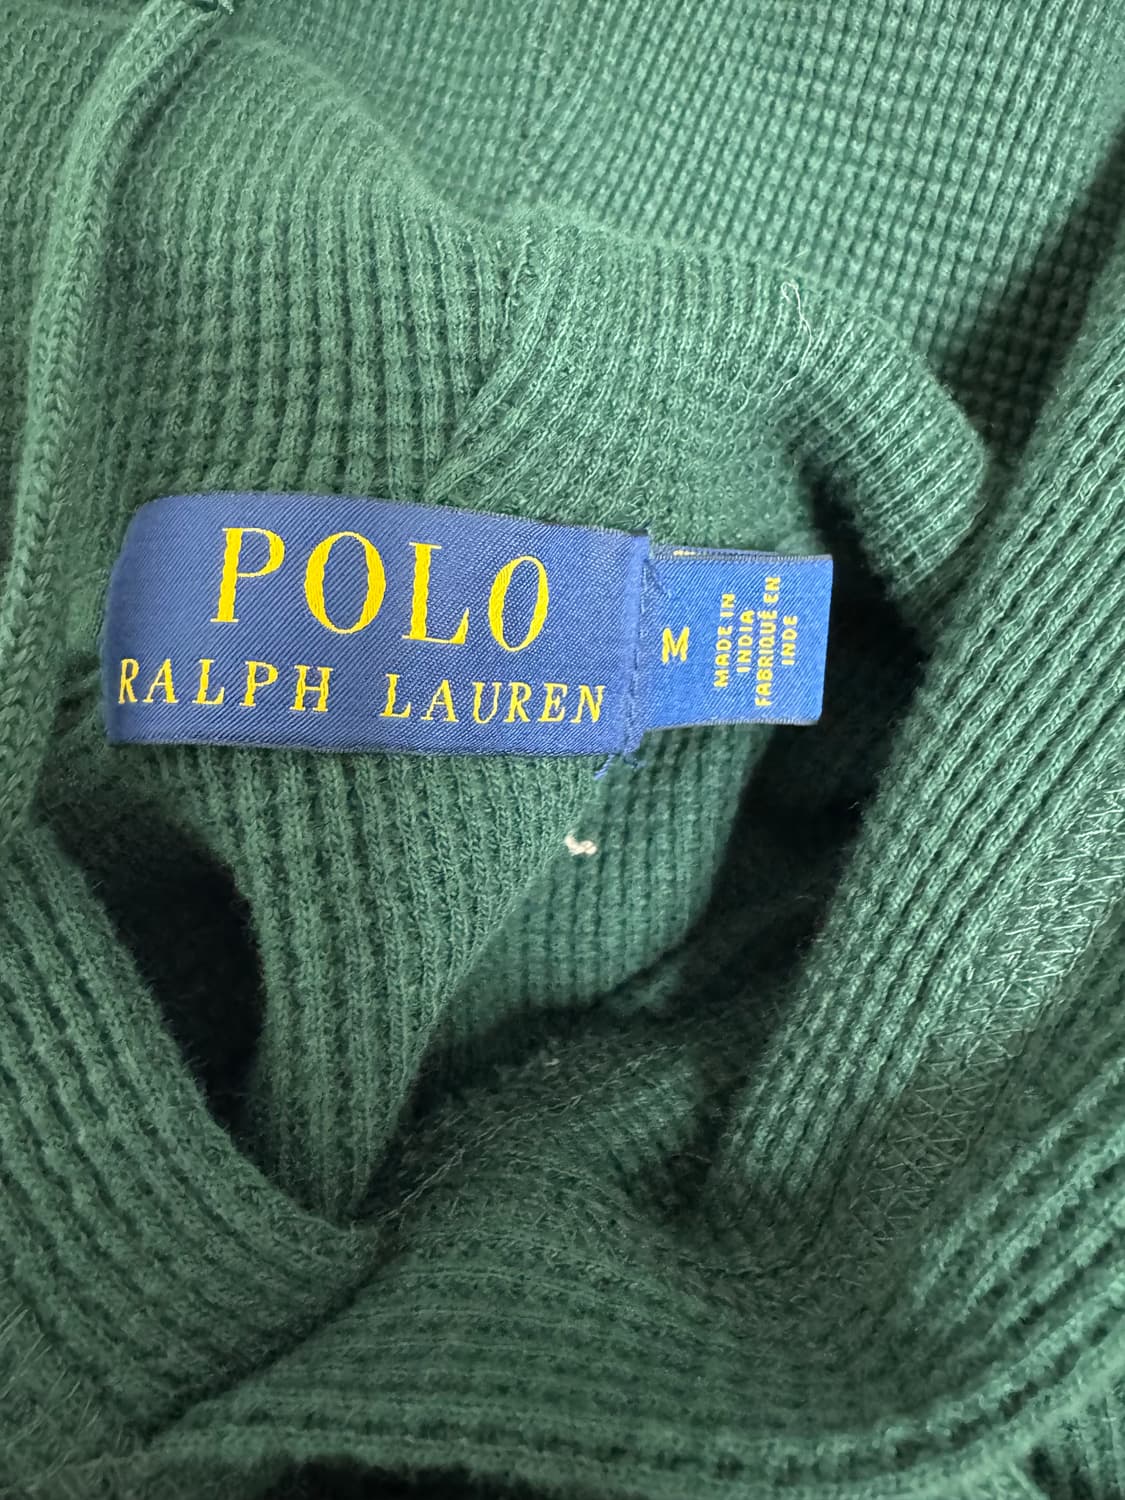 POLO
RALPH LAUREN
M
MADE IN
INDIA
FABRIQUÉ EN
INDE